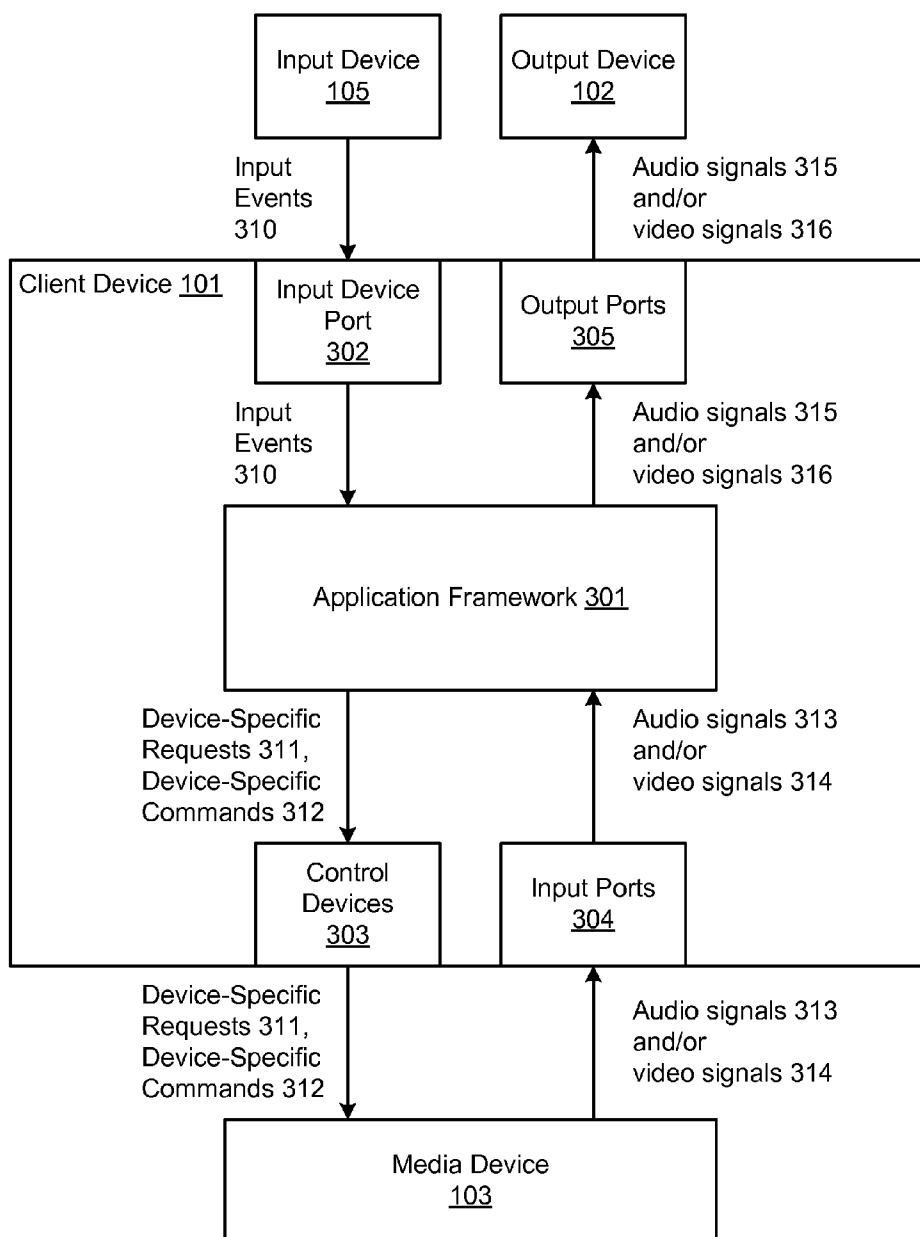 Input Device
105
Output Device
102
Input
Events
310
Audio signals 315
and/or
video signals 316
Client Device 101
Input Device
Port
302
Output Ports
305
Input
Events
310
Audio signals 315
and/or
video signals 316
Application Framework 301
Device-Specific
Requests 311,
Device-Specific
Commands 312
Audio signals 313
and/or
video signals 314
Control
Devices
303
Input Ports
304
Device-Specific
Requests 311,
Device-Specific
Commands 312
Audio signals 313
and/or
video signals 314
Media Device
103